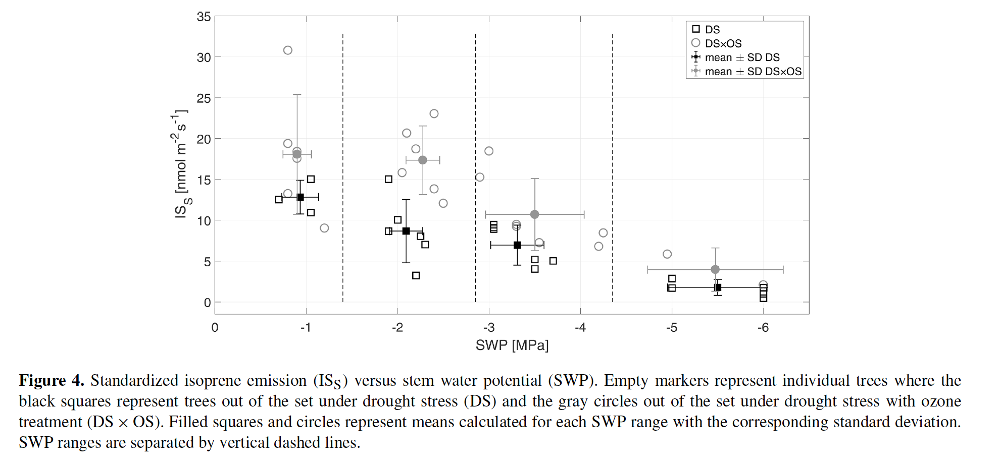 35
30
25
20
15
10
5
0
IS_S [nmol m^-2 s^-1]
0 -1 -2 -3 -4 -5 -6
SWP [MPa]
DS
DS×OS
mean ± SD DS
mean ± SD DS×OS
Figure 4. Standardized isoprene emission (IS_S) versus stem water potential (SWP). Empty markers represent individual trees where the
black squares represent trees out of the set under drought stress (DS) and the gray circles out of the set under drought stress with ozone
treatment (DS × OS). Filled squares and circles represent means calculated for each SWP range with the corresponding standard deviation.
SWP ranges are separated by vertical dashed lines.